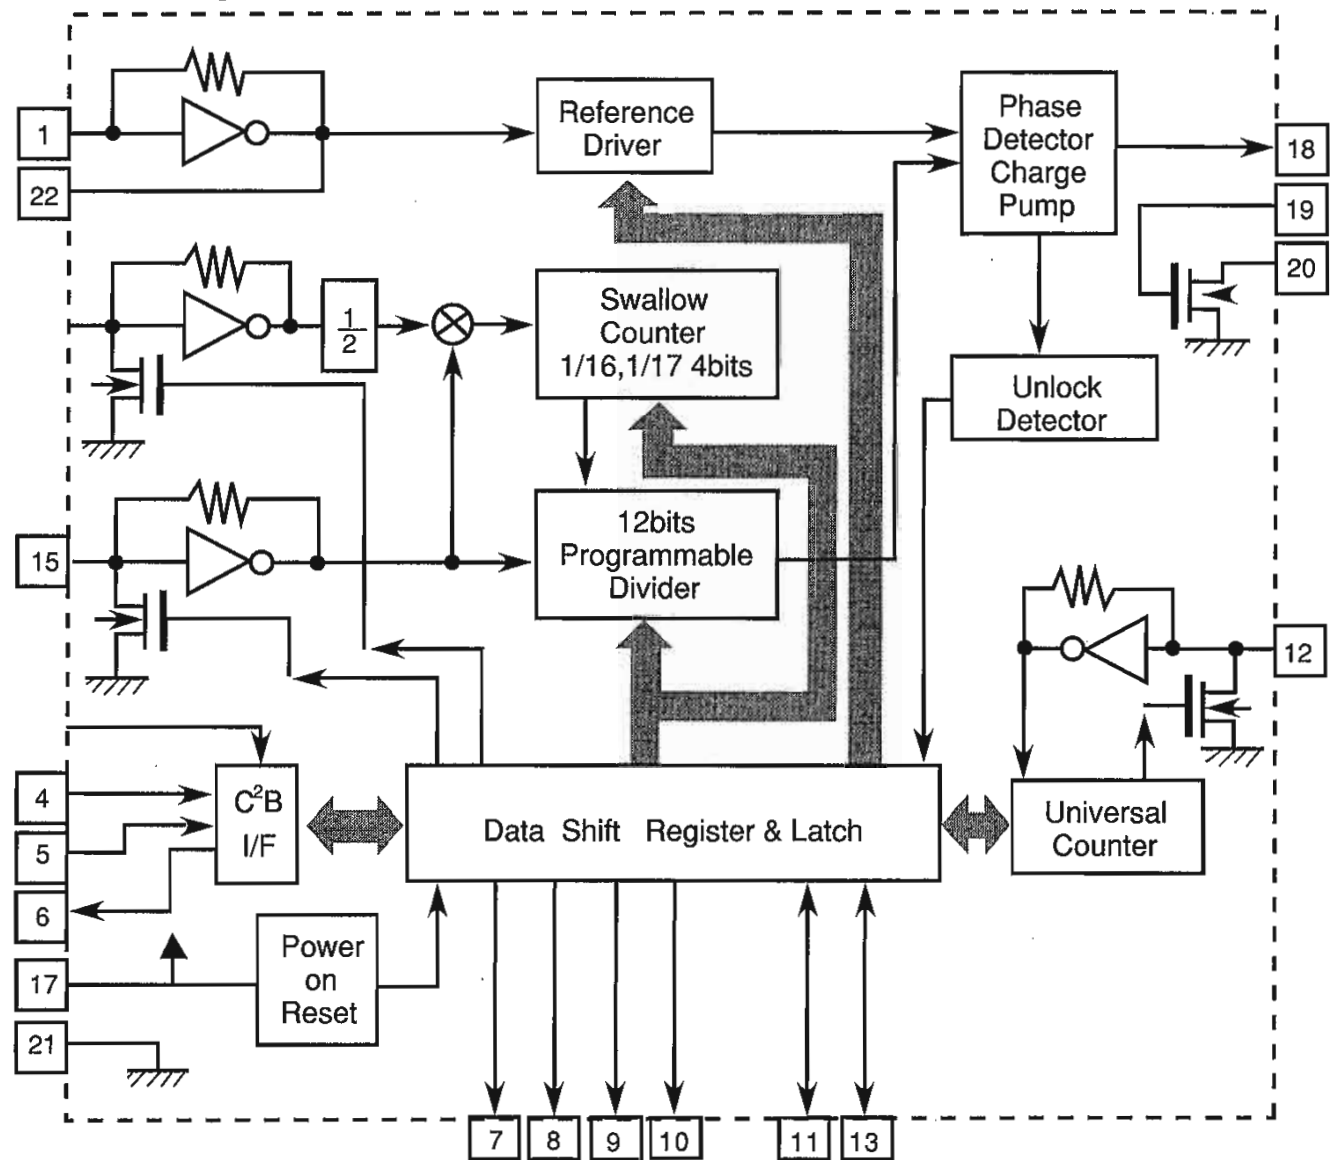 1
22
Reference
Driver
Phase
Detector
Charge
Pump
18
19
20
1
2
Swallow
Counter
1/16,1/17 4bits
Unlock
Detector
15
12bits
Programmable
Divider
12
4
5
6
C²B
I/F
Data Shift Register & Latch
Universal
Counter
17
Power
on
Reset
21
7
8
9
10
11
13